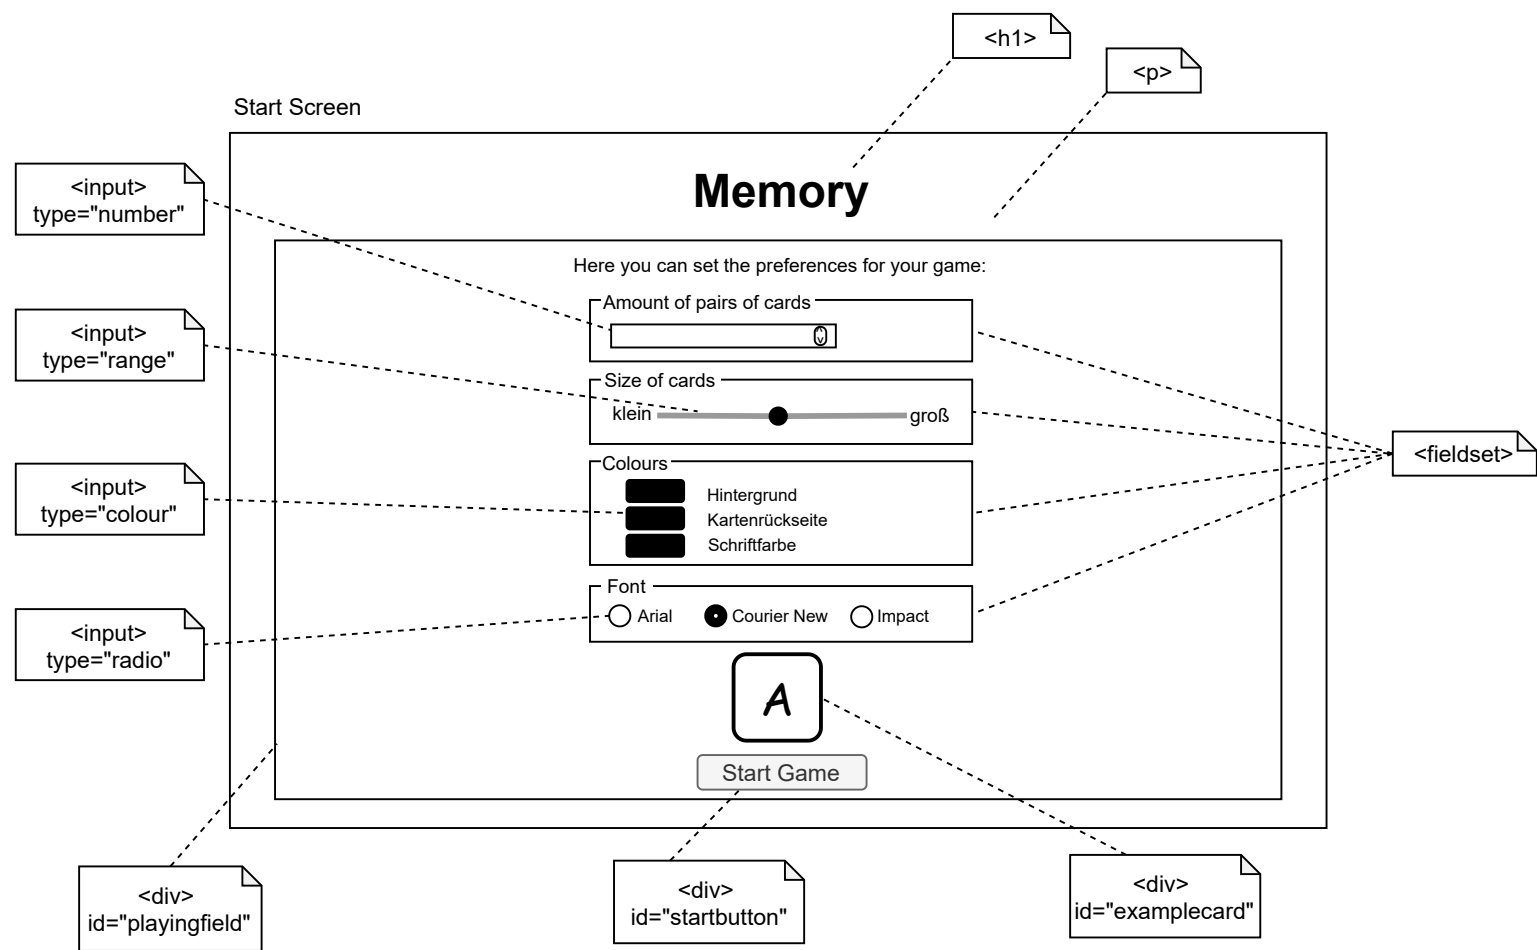 <h1>
<p>
Start Screen
Memory
<input>
type="number"
Here you can set the preferences for your game:
Amount of pairs of cards
<input>
type="range"
Size of cards
klein
groß
<fieldset>
<input>
type="colour"
Colours
Hintergrund
Kartenrückseite
Schriftfarbe
<input>
type="radio"
Font
Arial
Courier New
Impact
A
Start Game
<div>
id="playingfield"
<div>
id="startbutton"
<div>
id="examplecard"